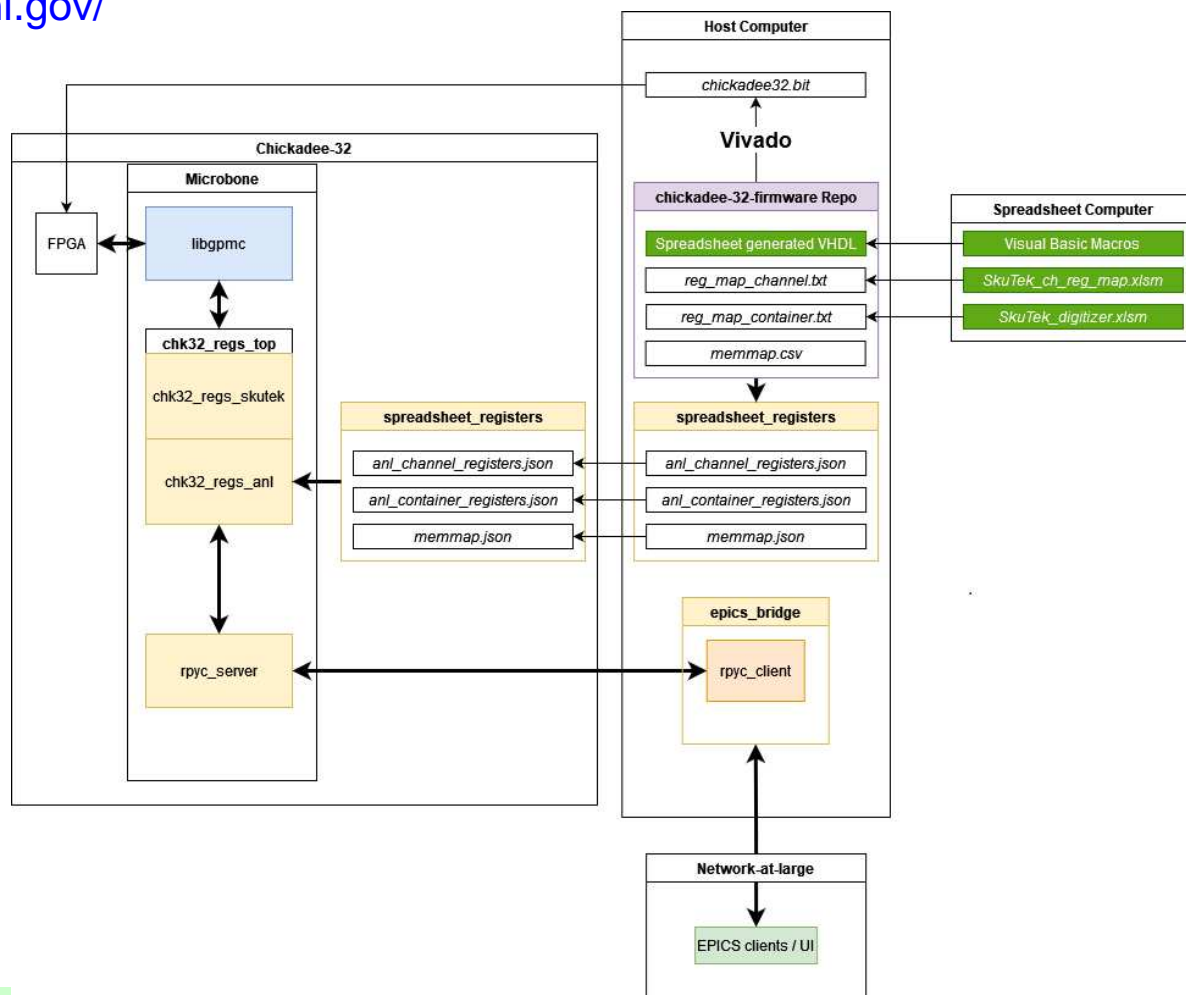 .gov/
Host Computer
chickadee32.bit
Vivado
Chickadee-32
Microbone
chickadee-32-firmware Repo
Spreadsheet Computer
FPGA
libgpmc
Spreadsheet generated VHDL
Visual Basic Macros
reg_map_channel.txt
SkuTek_ch_reg_map.xlsm
reg_map_container.txt
SkuTek_digitizer.xlsm
chk32_regs_top
memmap.csv
chk32_regs_skutek
spreadsheet_registers
spreadsheet_registers
anl_channel_registers.json
anl_channel_registers.json
chk32_regs_anl
anl_container_registers.json
anl_container_registers.json
memmap.json
memmap.json
epics_bridge
rpyc_server
rpyc_client
Network-at-large
EPICS clients / UI